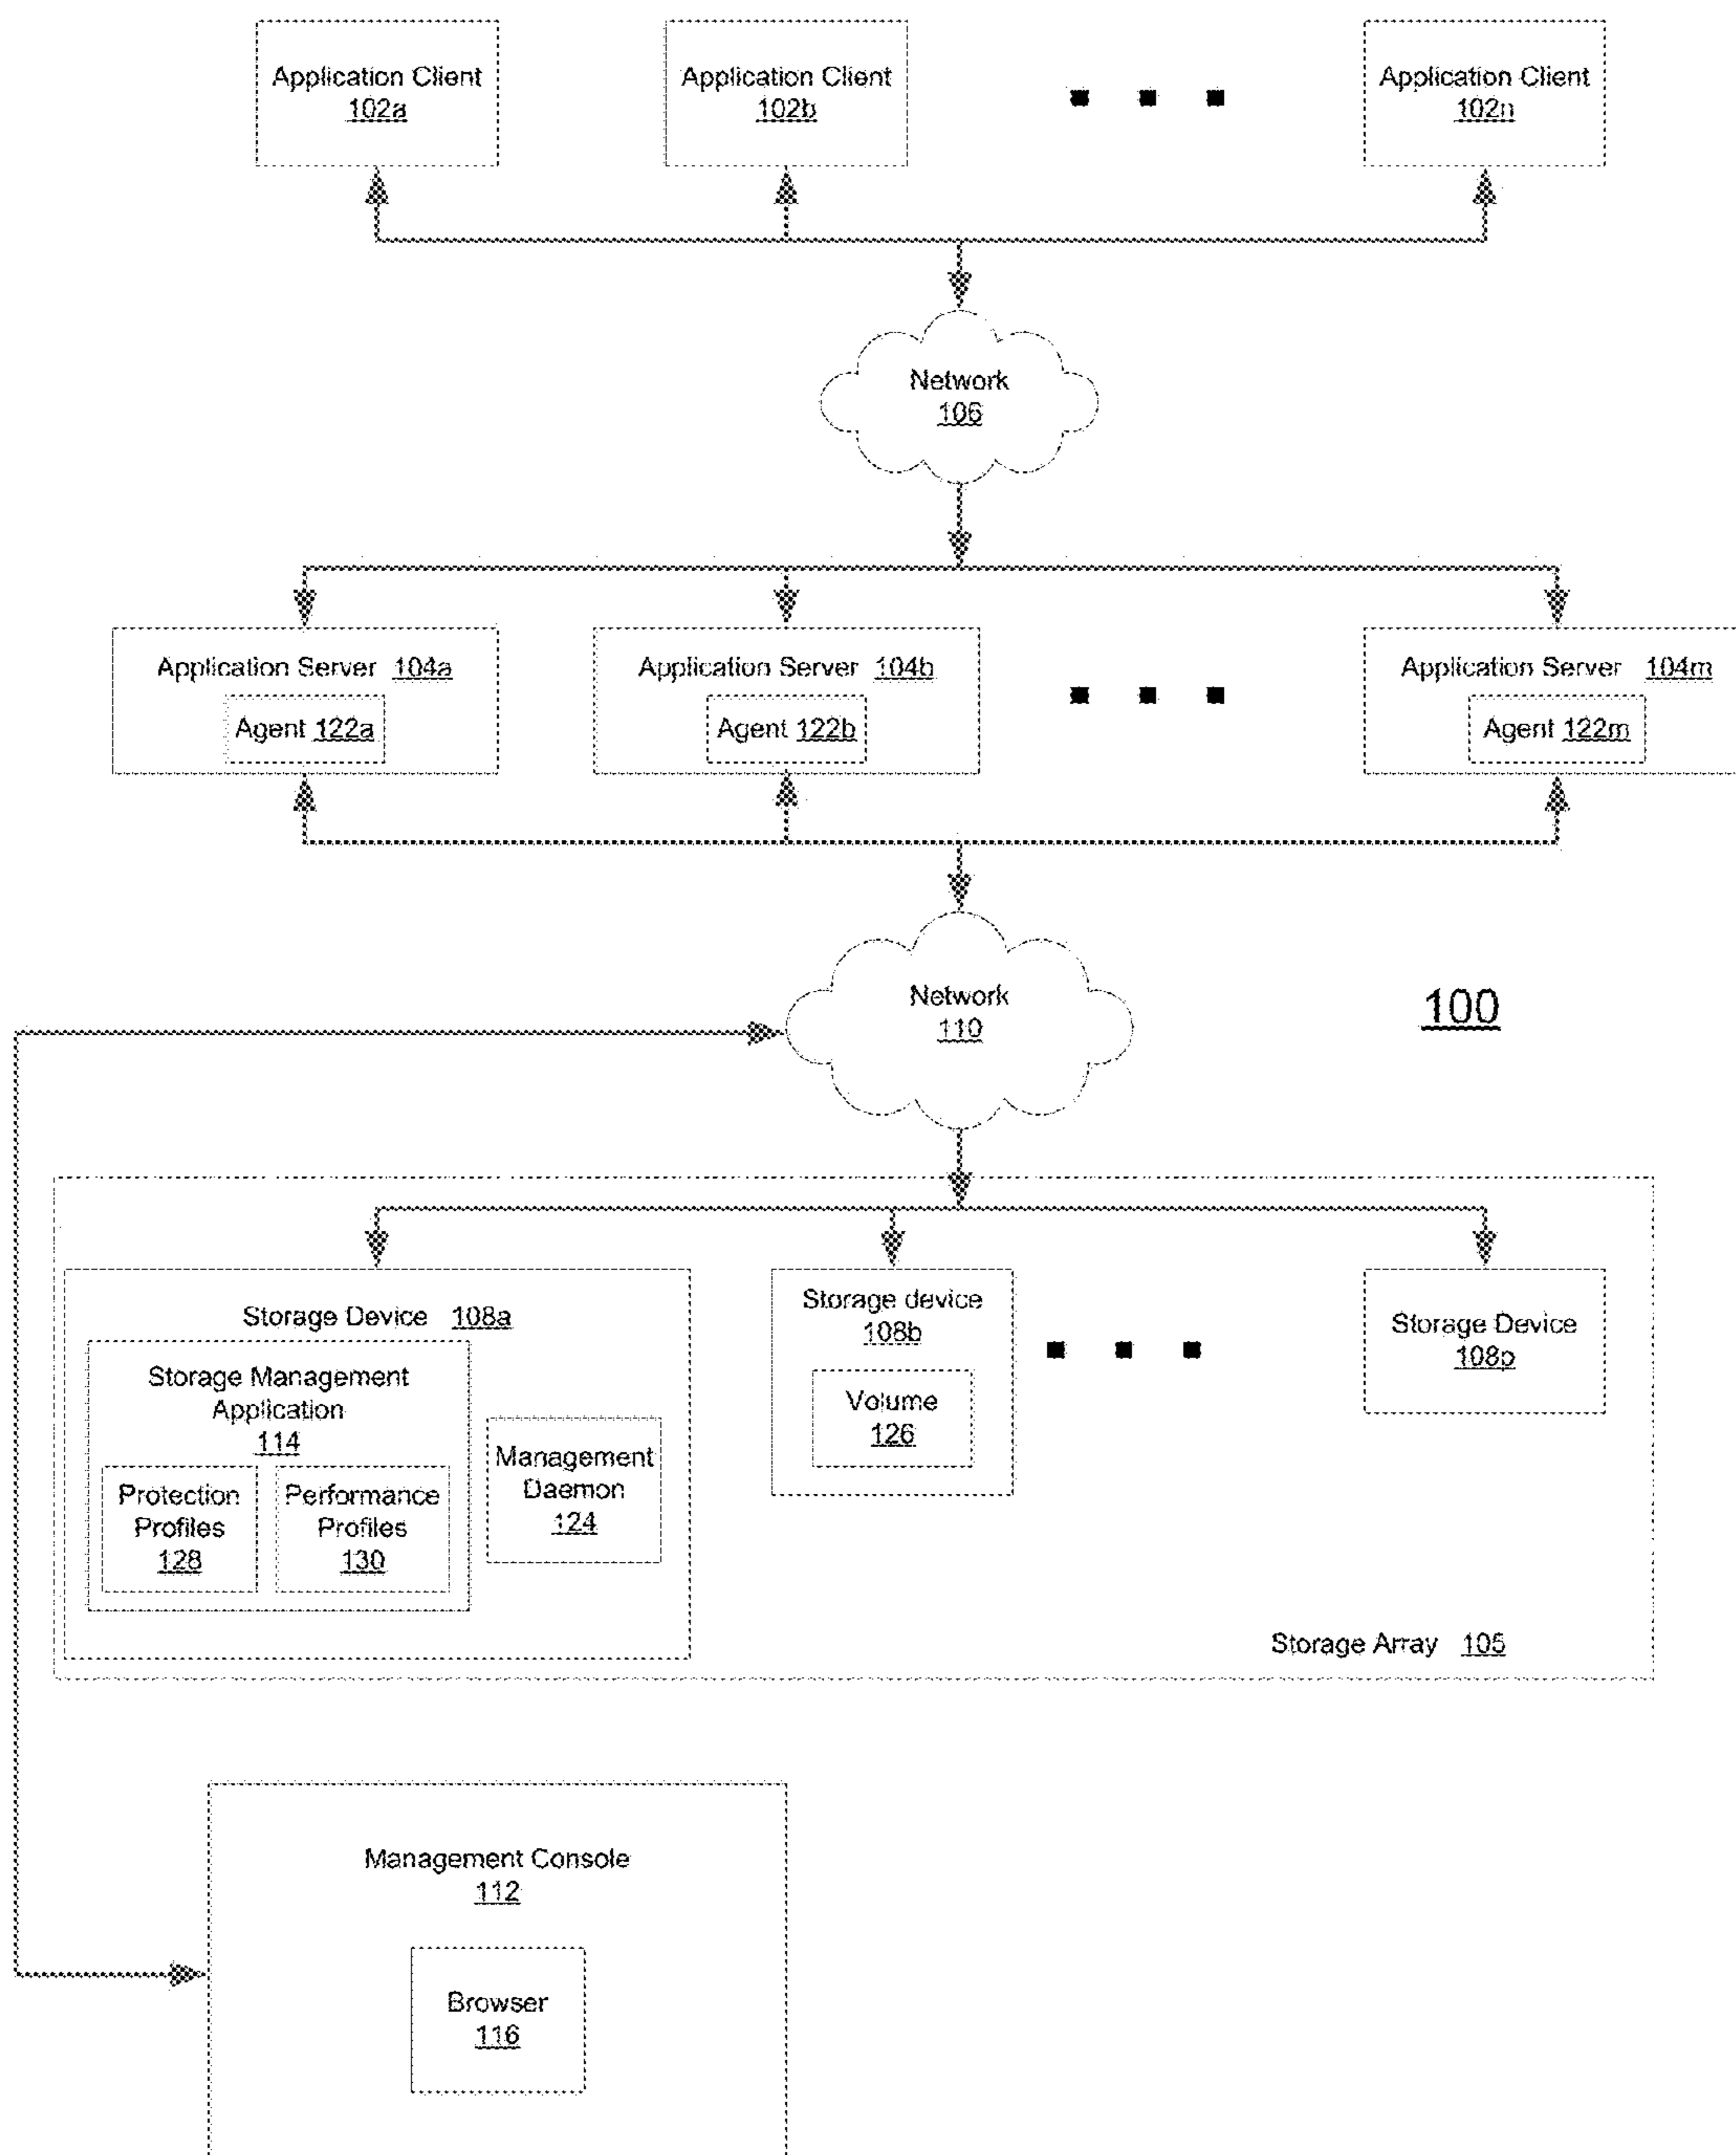 Application Client
102a
Application Client
102b
Application Client
102n
Network
106
Application Server 104a
Agent 122a
Application Server 104b
Agent 122b
Application Server 104m
Agent 122m
Network
110
100
Storage Device 108a
Storage Management
Application
114
Protection
Profiles
128
Performance
Profiles
130
Management
Daemon
124
Storage device
108b
Volume
126
Storage Device
108p
Storage Array 105
Management Console
112
Browser
116